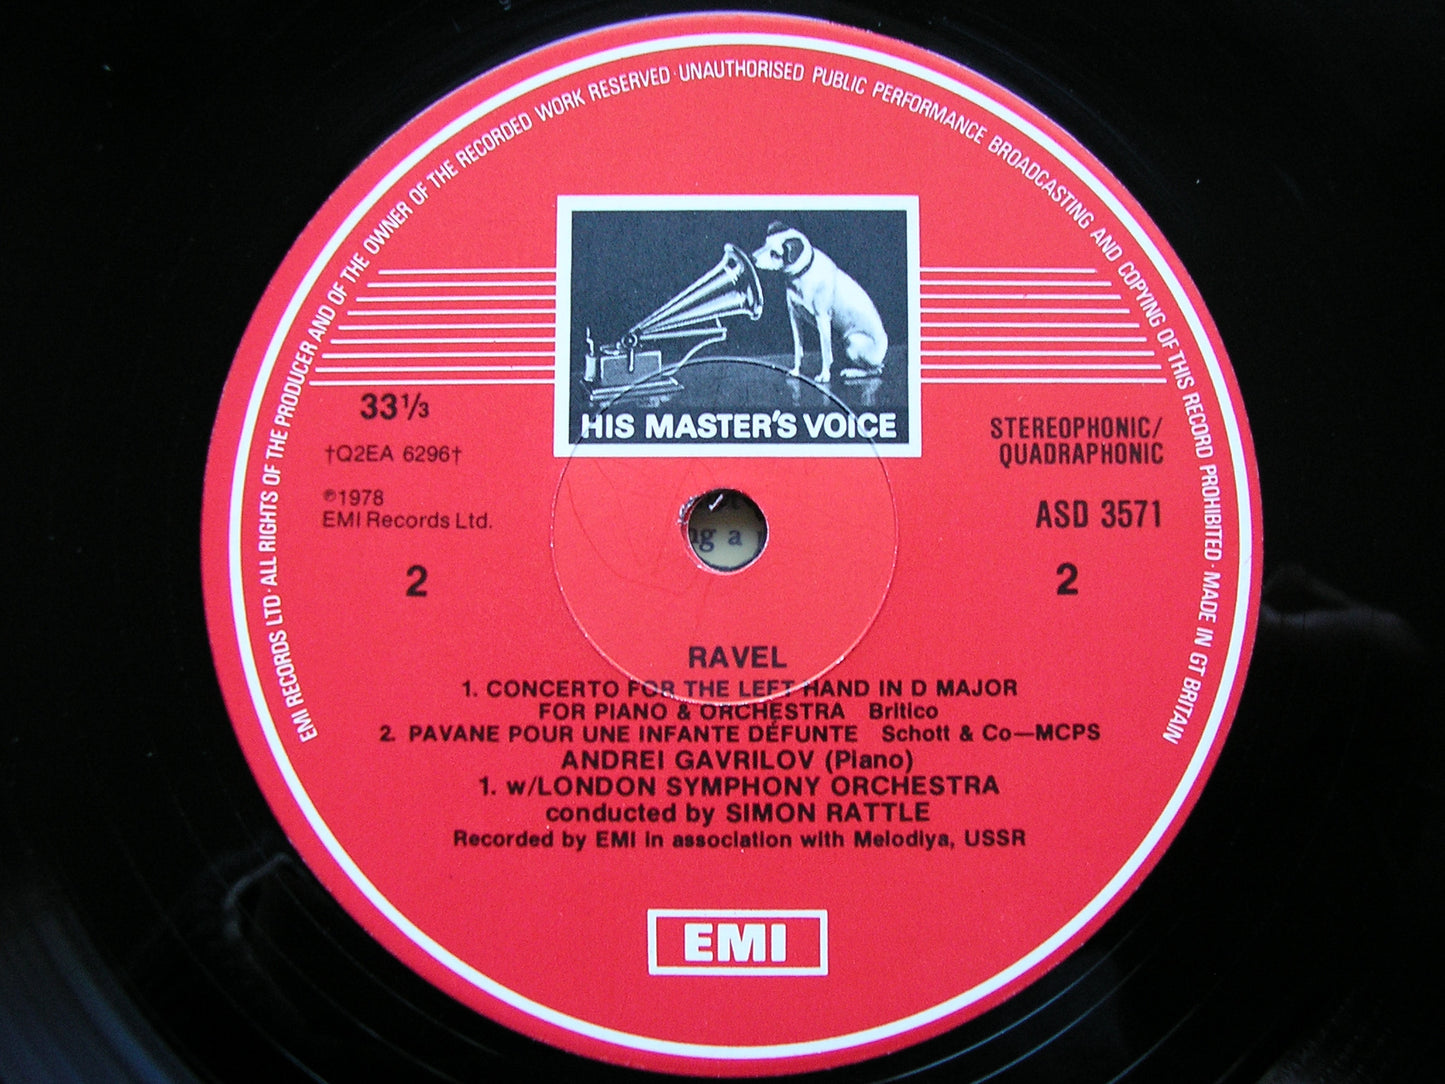 EMI RECORDS LTD · ALL RIGHTS OF THE PRODUCER AND OF THE OWNER OF THE RECORDED WORK RESERVED · UNAUTHORISED PUBLIC PERFORMANCE BROADCASTING AND COPYING OF THIS RECORD PROHIBITED · MADE IN GT BRITAIN
HIS MASTER'S VOICE
33⅓
†Q2EA 6296†
℗1978
EMI Records Ltd.
2
STEREOPHONIC/
QUADRAPHONIC
ASD 3571
2
ng a
RAVEL
1. CONCERTO FOR THE LEFT HAND IN D MAJOR
FOR PIANO & ORCHESTRA Britico
2. PAVANE POUR UNE INFANTE DÉFUNTE Schott & Co—MCPS
ANDREI GAVRILOV (Piano)
1. w/LONDON SYMPHONY ORCHESTRA
conducted by SIMON RATTLE
Recorded by EMI in association with Melodiya, USSR
EMI